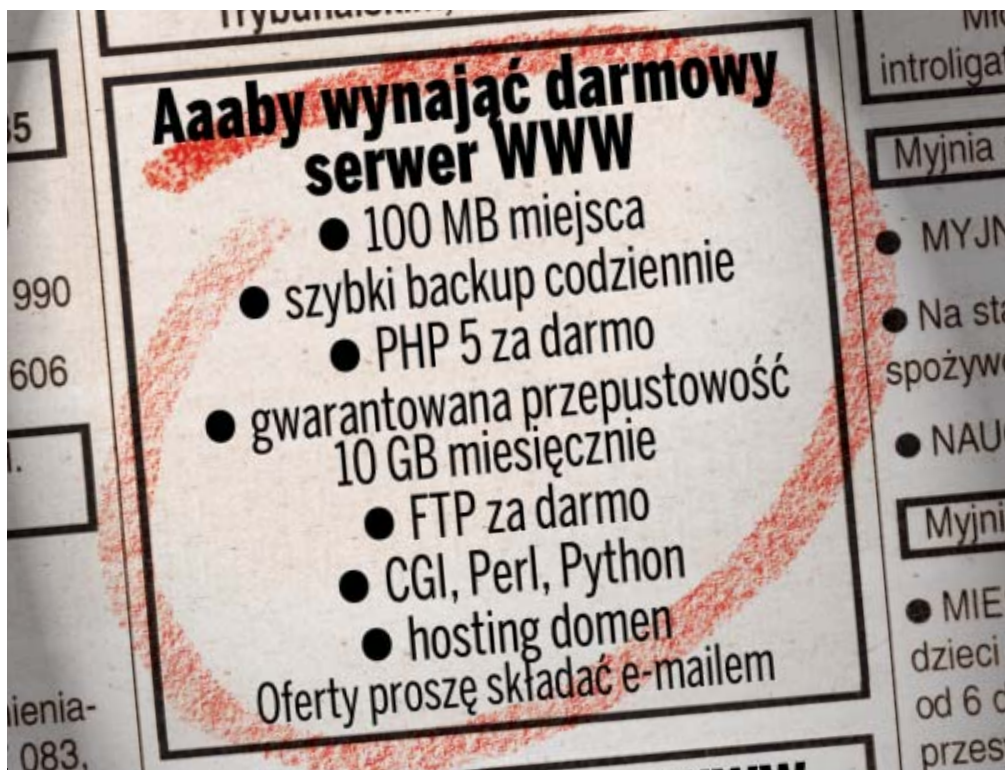 Aaaby wynająć darmowy
serwer WWW
● 100 MB miejsca
● szybki backup codziennie
● PHP 5 za darmo
● gwarantowana przepustowość
10 GB miesięcznie
● FTP za darmo
● CGI, Perl, Python
● hosting domen
Oferty proszę składać e-mailem
990
606
083,
Myjnia
● MYJN
● Na sta
spożyw
● NAU
Myjni
● MIE
dzieci
od 6
przes